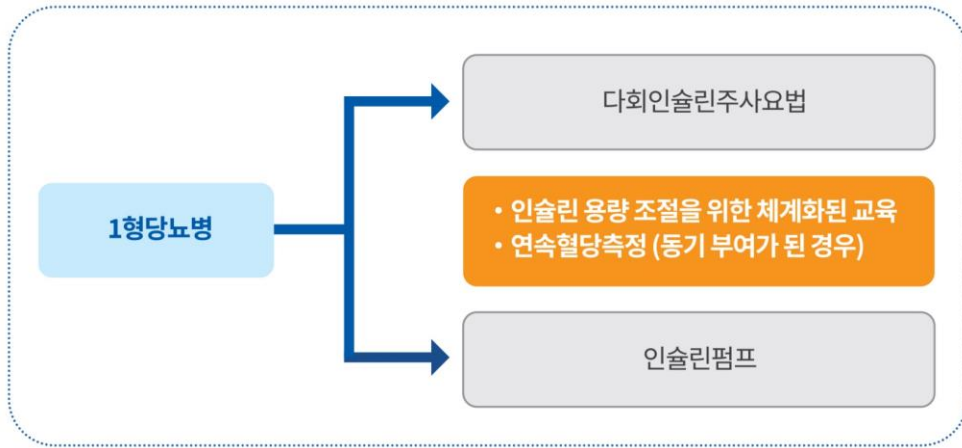 다회인슐린주사요법
1형당뇨병
• 인슐린 용량 조절을 위한 체계화된 교육
• 연속혈당측정 (동기 부여가 된 경우)
인슐린펌프